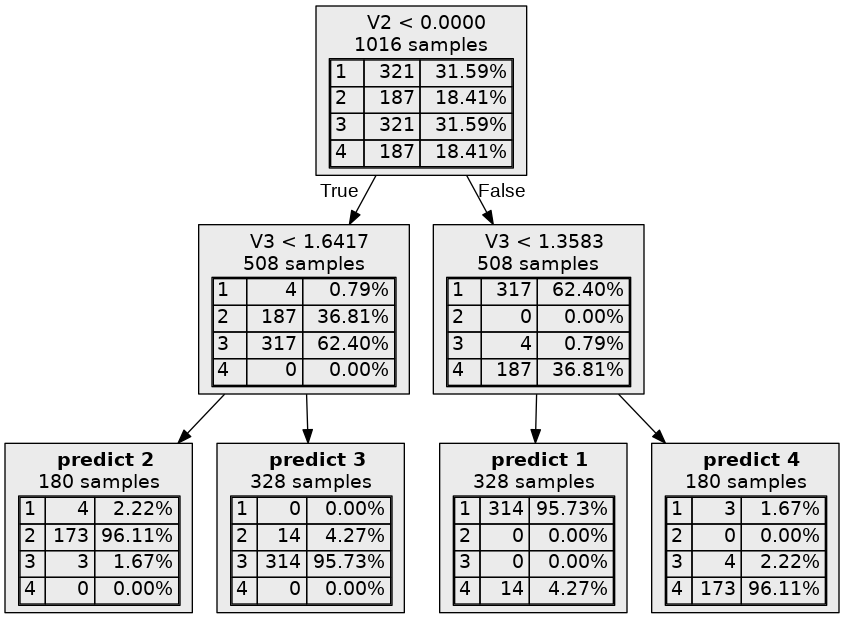 V2 < 0.0000
1016 samples
1 321 31.59%
2 187 18.41%
3 321 31.59%
4 187 18.41%
True
False
V3 < 1.6417
508 samples
1 4 0.79%
2 187 36.81%
3 317 62.40%
4 0 0.00%
V3 < 1.3583
508 samples
1 317 62.40%
2 0 0.00%
3 4 0.79%
4 187 36.81%
predict 2
180 samples
1 4 2.22%
2 173 96.11%
3 3 1.67%
4 0 0.00%
predict 3
328 samples
1 0 0.00%
2 14 4.27%
3 314 95.73%
4 0 0.00%
predict 1
328 samples
1 314 95.73%
2 0 0.00%
3 0 0.00%
4 14 4.27%
predict 4
180 samples
1 3 1.67%
2 0 0.00%
3 4 2.22%
4 173 96.11%